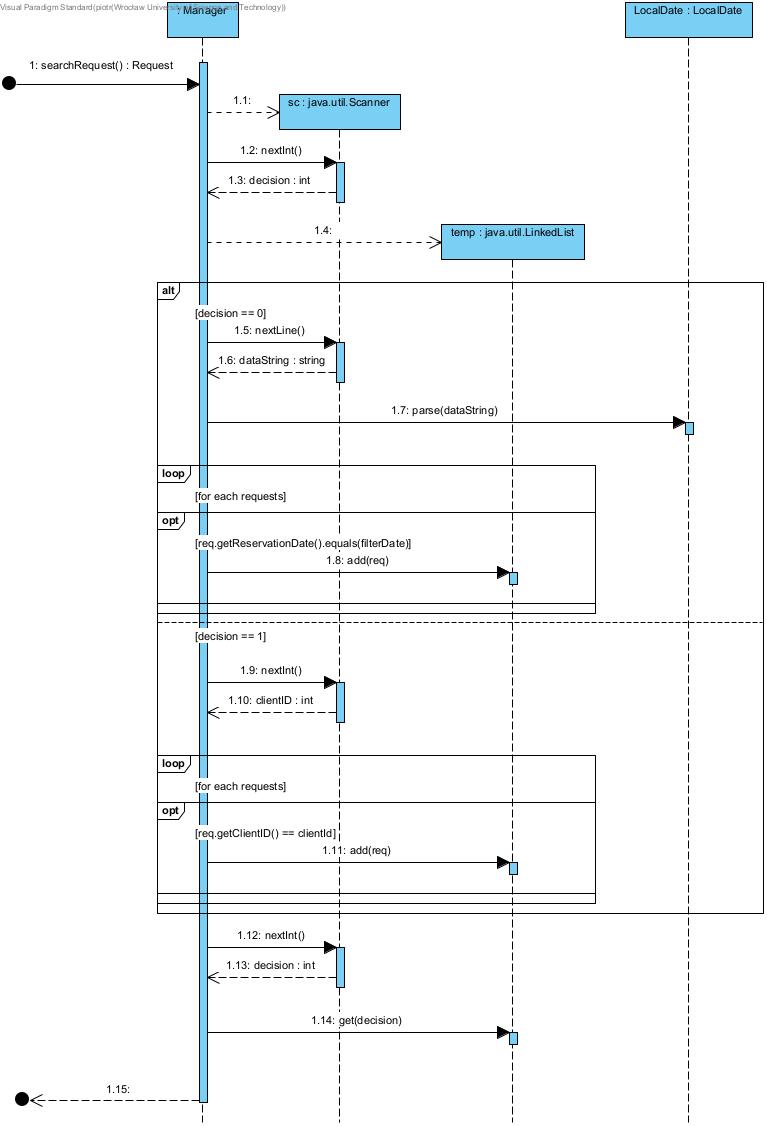 Visual Paradigm Standard(piotr(Wrocław University of Science and Technology))
: Manager
LocalDate : LocalDate
1: searchRequest() : Request
1.1:
sc : java.util.Scanner
1.2: nextInt()
1.3: decision : int
1.4:
temp : java.util.LinkedList
alt
[decision == 0]
1.5: nextLine()
1.6: dataString : string
1.7: parse(dataString)
loop
[for each requests]
opt
[req.getReservationDate().equals(filterDate)]
1.8: add(req)
[decision == 1]
1.9: nextInt()
1.10: clientID : int
loop
[for each requests]
opt
[req.getClientID() == clientId]
1.11: add(req)
1.12: nextInt()
1.13: decision : int
1.14: get(decision)
1.15: